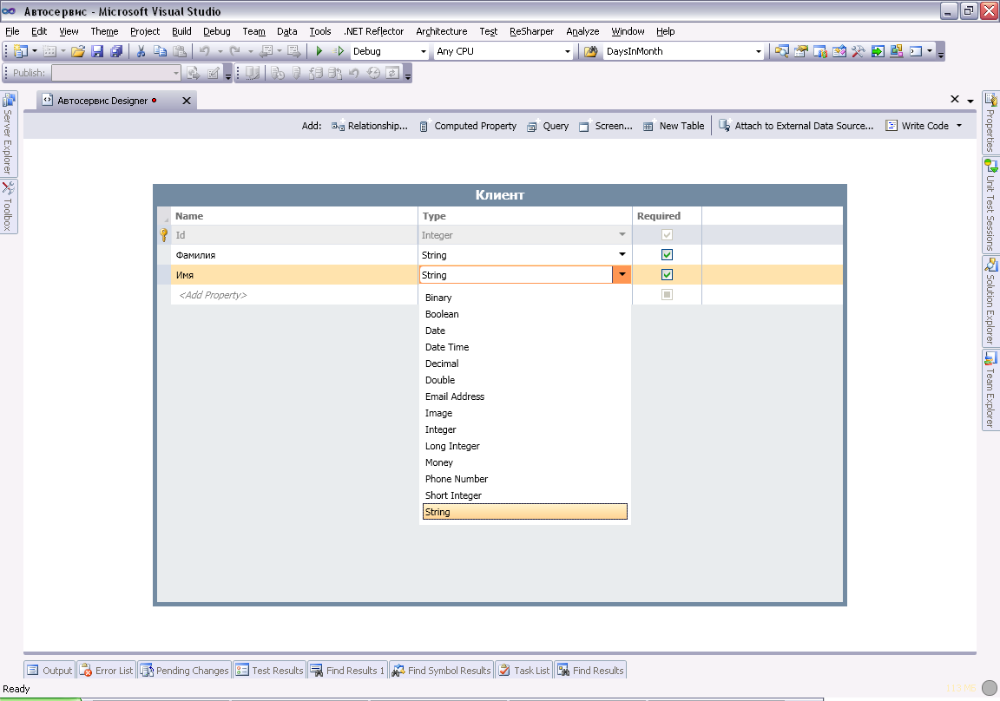 Автосервис - Microsoft Visual Studio
File Edit View Theme Project Build Debug Team Data Tools .NET Reflector Architecture Test ReSharper Analyze Window Help
Debug Any CPU DaysInMonth
Publish:
Автосервис Designer
Add: Relationship... Computed Property Query Screen... New Table Attach to External Data Source... Write Code
Server Explorer
Toolbox
Клиент
Name Type Required
Id Integer
Фамилия String
Имя String
<Add Property>
Binary
Boolean
Date
Date Time
Decimal
Double
Email Address
Image
Integer
Long Integer
Money
Phone Number
Short Integer
String
Properties
Unit Test Sessions
Solution Explorer
Team Explorer
Output Error List Pending Changes Test Results Find Results 1 Find Symbol Results Task List Find Results
Ready